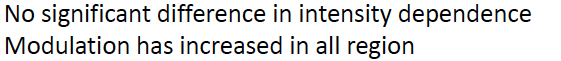 No significant difference in intensity dependence
Modulation has increased in all region